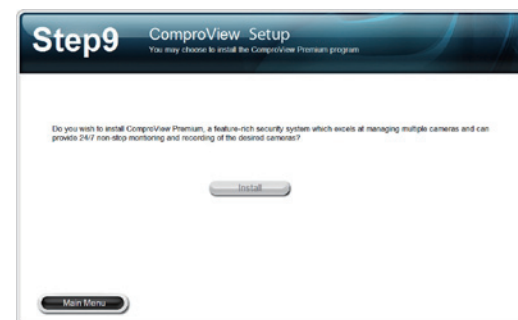 Step9
ComproView Setup
You may choose to install the ComproView Premium program
Do you wish to install ComproView Premium, a feature-rich security system which excels at managing multiple cameras and can
provide 24/7 non-stop monitoring and recording of the desired cameras?
Install
Main Menu